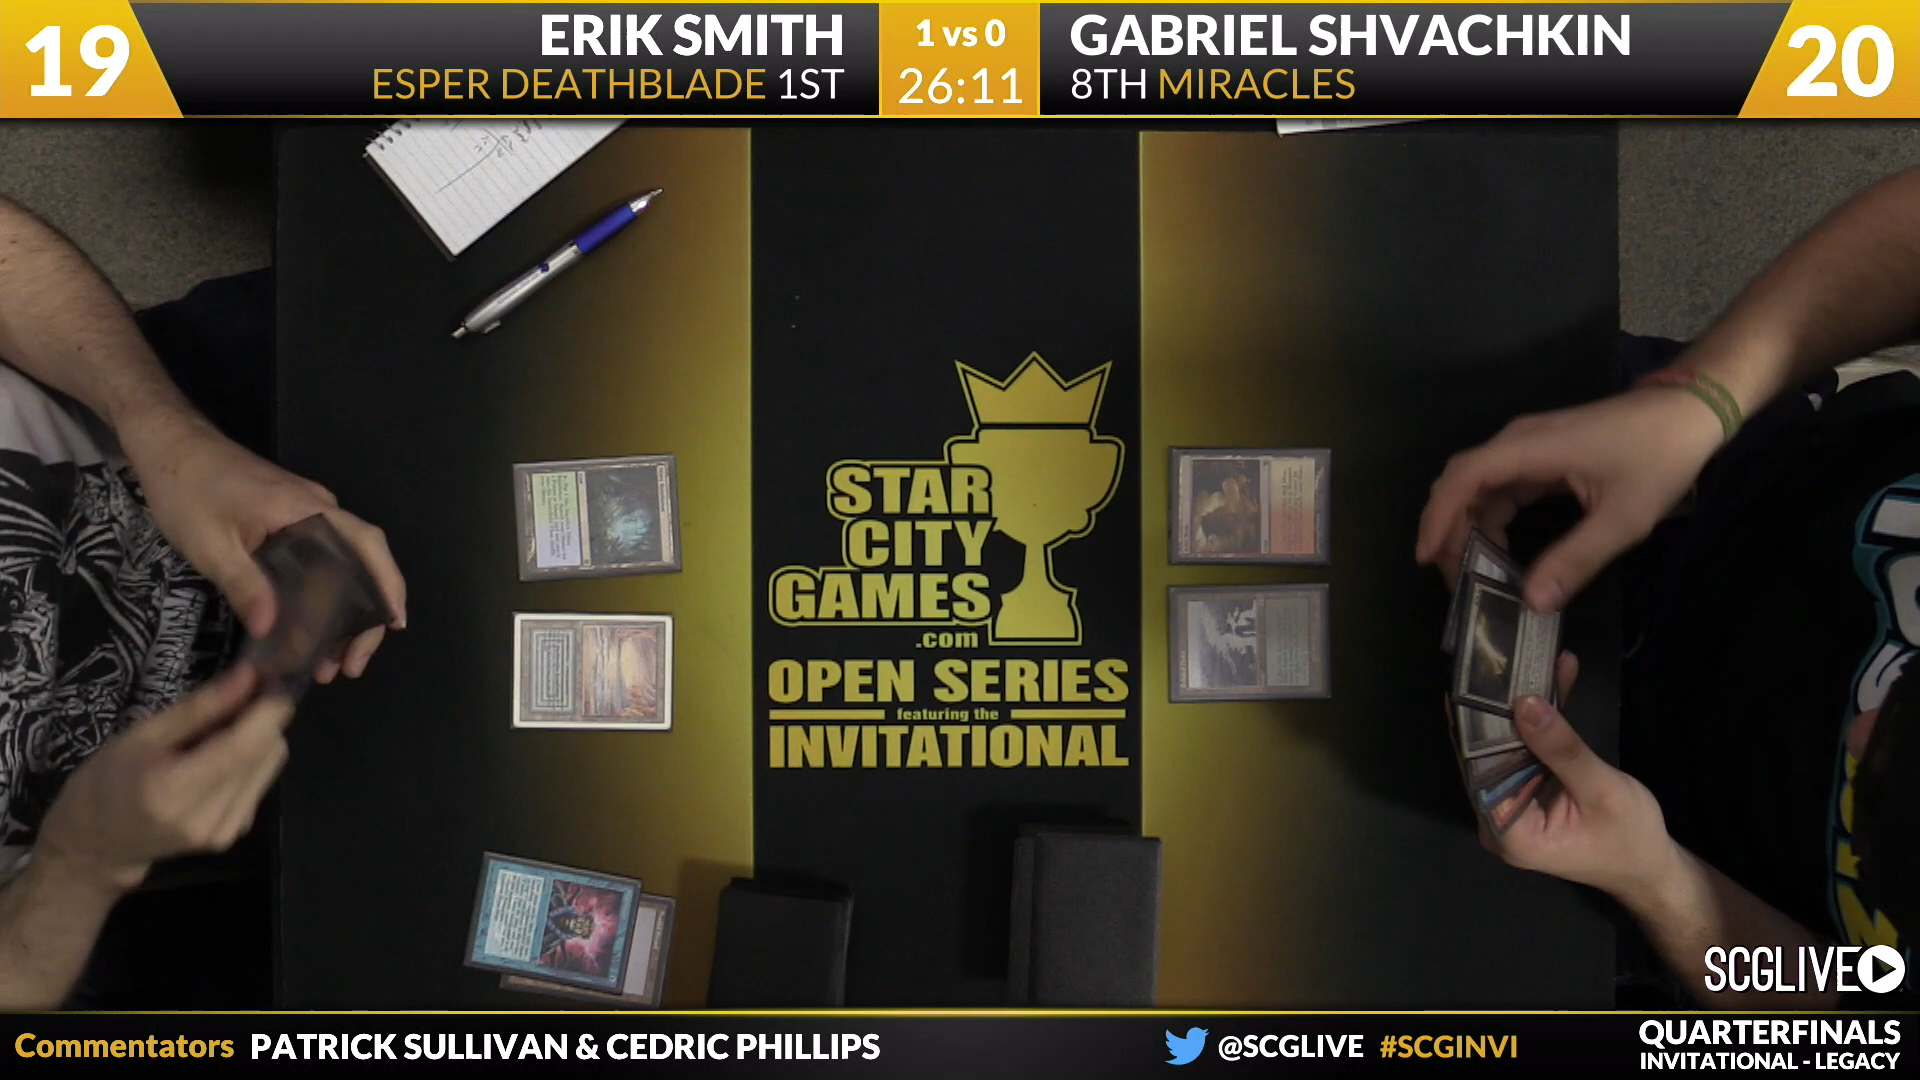 19
ERIK SMITH
ESPER DEATHBLADE 1ST
1 vs 0
26:11
GABRIEL SHVACHKIN
8TH MIRACLES
20
STAR
CITY
GAMES
.com
OPEN SERIES
featuring the
INVITATIONAL
SCGLIVE
Commentators PATRICK SULLIVAN & CEDRIC PHILLIPS
@SCGLIVE #SCGINVI
QUARTERFINALS
INVITATIONAL - LEGACY